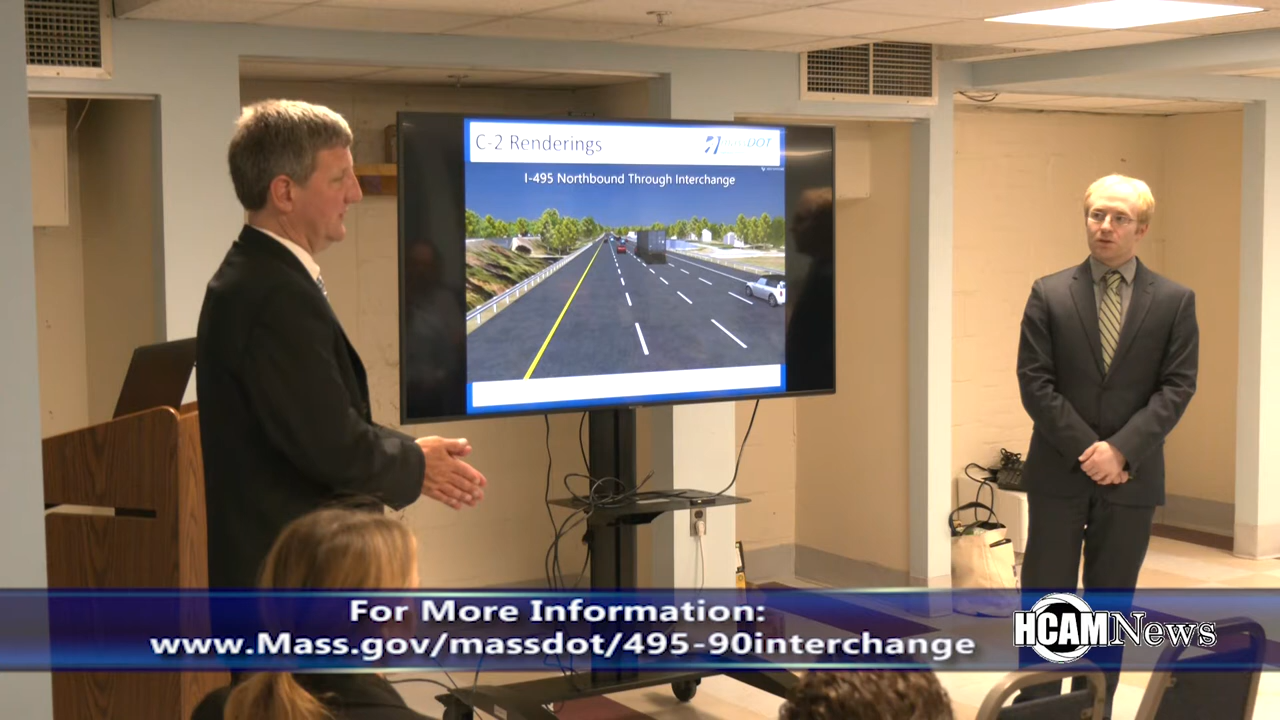 C-2 Renderings
massDOT
I-495 Northbound Through Interchange
For More Information:
www.Mass.gov/massdot/495-90interchange
HCAMNews